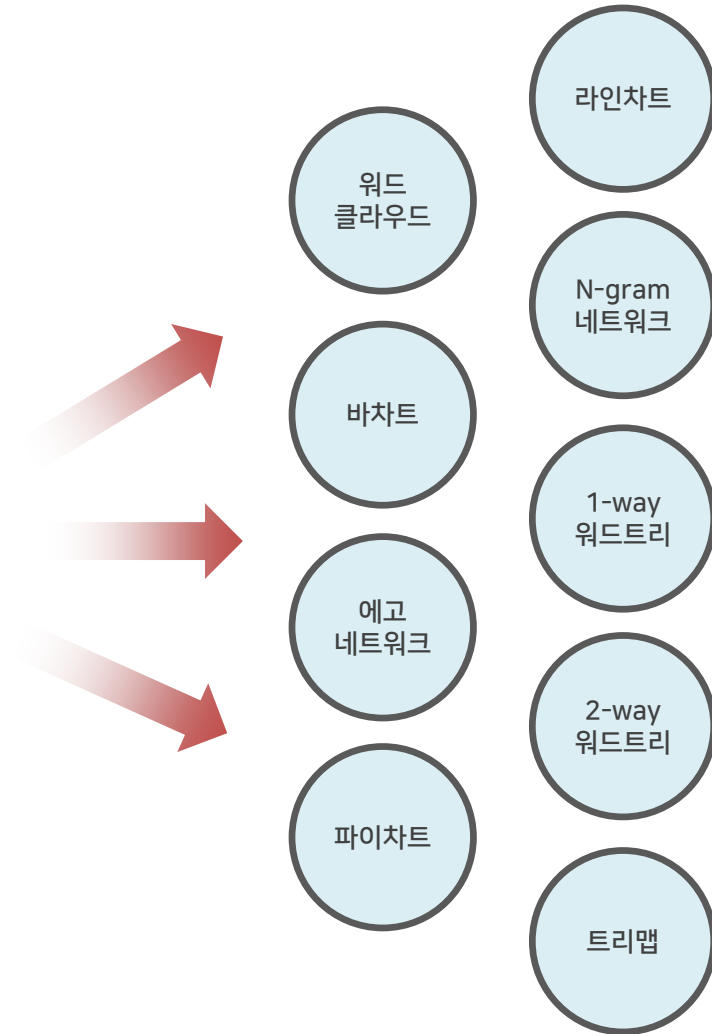 워드
클라우드
바차트
에고
네트워크
파이차트
라인차트
N-gram
네트워크
1-way
워드트리
2-way
워드트리
트리맵